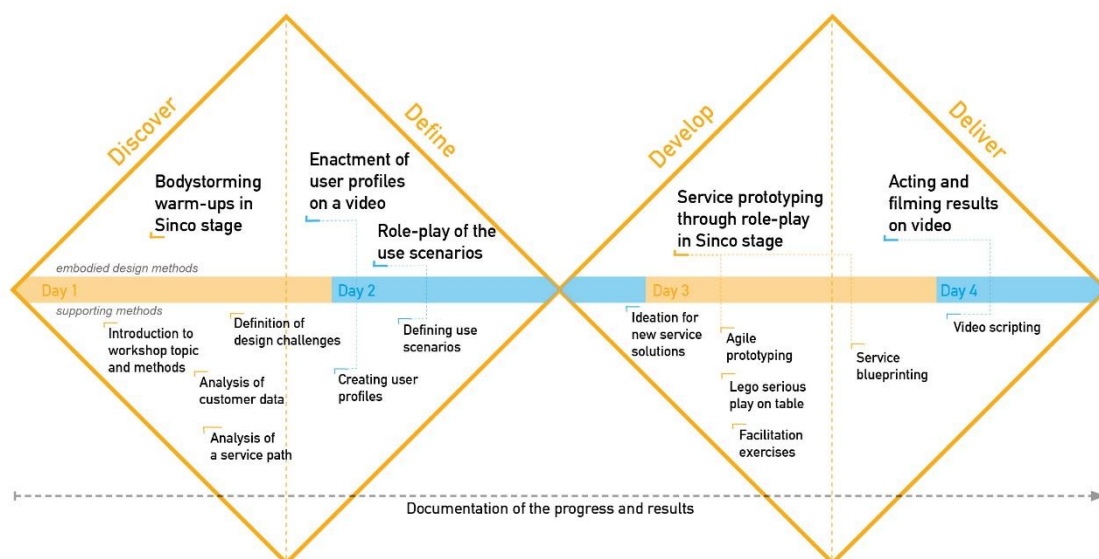 Discover
Define
Develop
Deliver
Bodystorming
warm-ups in
Sinco stage
Enactment of
user profiles
on a video
Role-play of the
use scenarios
Service prototyping
through role-play
in Sinco stage
Acting and
filming results
on video
embodied design methods
Day 1
Day 2
Day 3
Day 4
supporting methods
Introduction to
workshop topic
and methods
Definition of
design challenges
Analysis of
customer data
Analysis of
a service path
Creating user
profiles
Defining use
scenarios
Ideation for
new service
solutions
Agile
prototyping
Lego serious
play on table
Facilitation
exercises
Service
blueprinting
Video scripting
Documentation of the progress and results